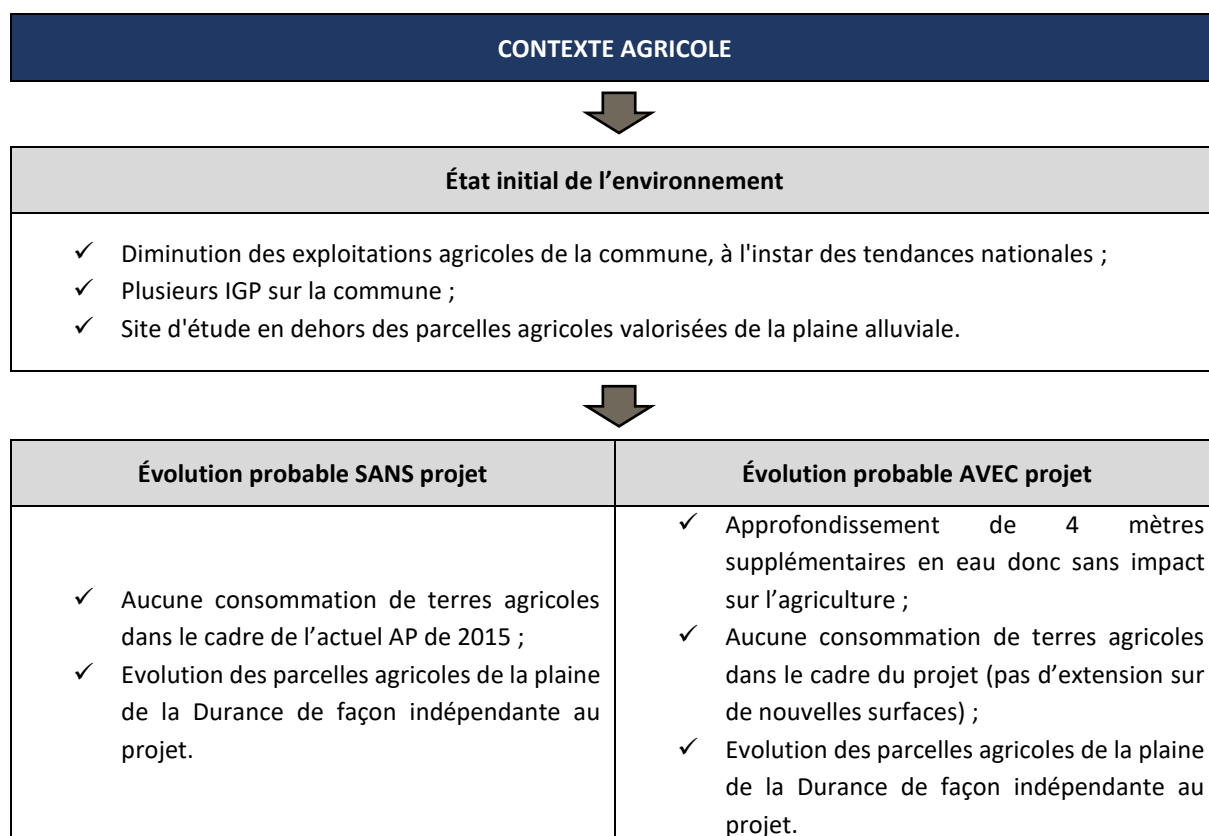 CONTEXTE AGRICOLE
État initial de l’environnement
✓ Diminution des exploitations agricoles de la commune, à l'instar des tendances nationales ;
✓ Plusieurs IGP sur la commune ;
✓ Site d'étude en dehors des parcelles agricoles valorisées de la plaine alluviale.
Évolution probable SANS projet
✓ Aucune consommation de terres agricoles
dans le cadre de l’actuel AP de 2015 ;
✓ Evolution des parcelles agricoles de la plaine
de la Durance de façon indépendante au
projet.
Évolution probable AVEC projet
✓ Approfondissement de 4 mètres
supplémentaires en eau donc sans impact
sur l’agriculture ;
✓ Aucune consommation de terres agricoles
dans le cadre du projet (pas d’extension sur
de nouvelles surfaces) ;
✓ Evolution des parcelles agricoles de la plaine
de la Durance de façon indépendante au
projet.